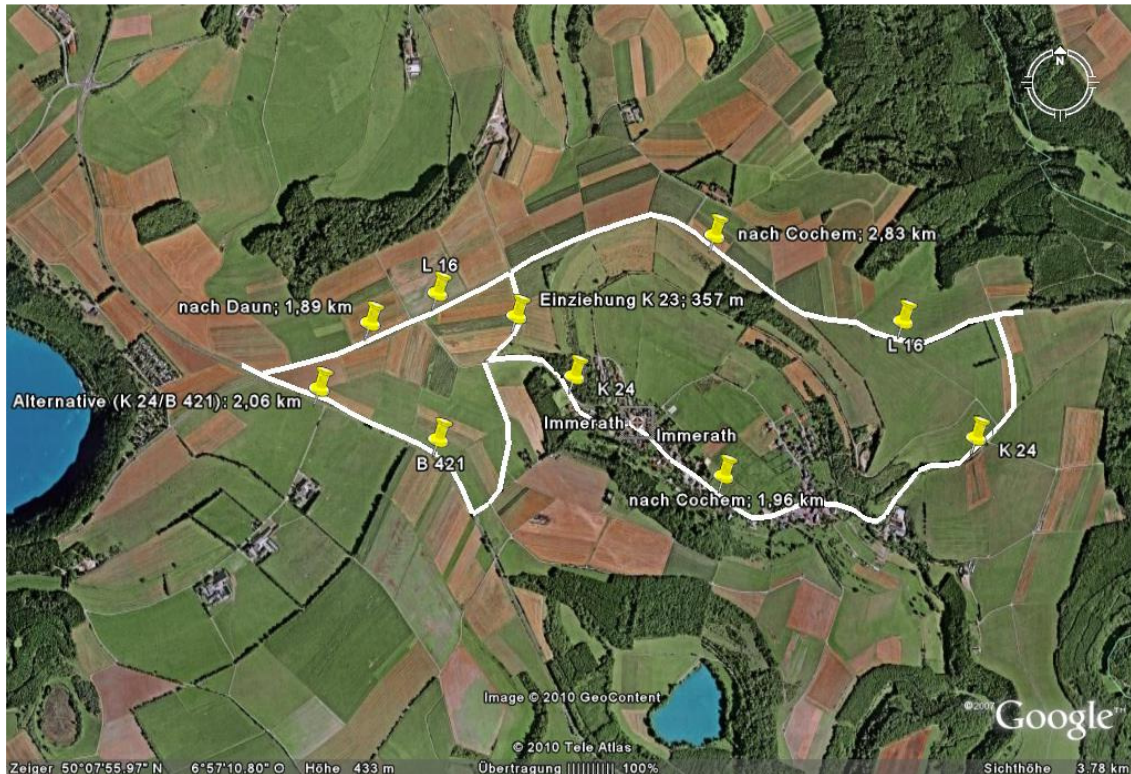 N
nach Cochem; 2,83 km
L 16
nach Daun; 1,89 km
Einziehung K 23; 357 m
L 16
K 24
Alternative (K 24/B 421): 2,06 km
Immerath
Immerath
B 421
K 24
nach Cochem; 1,96 km
Image © 2010 GeoContent
© 2010 Tele Atlas
©2007 Google™
Zeiger 50°07'55.97" N 6°57'10.80" O Höhe 433 m Übertragung |||||||||| 100% Sichthöhe 3.78 km